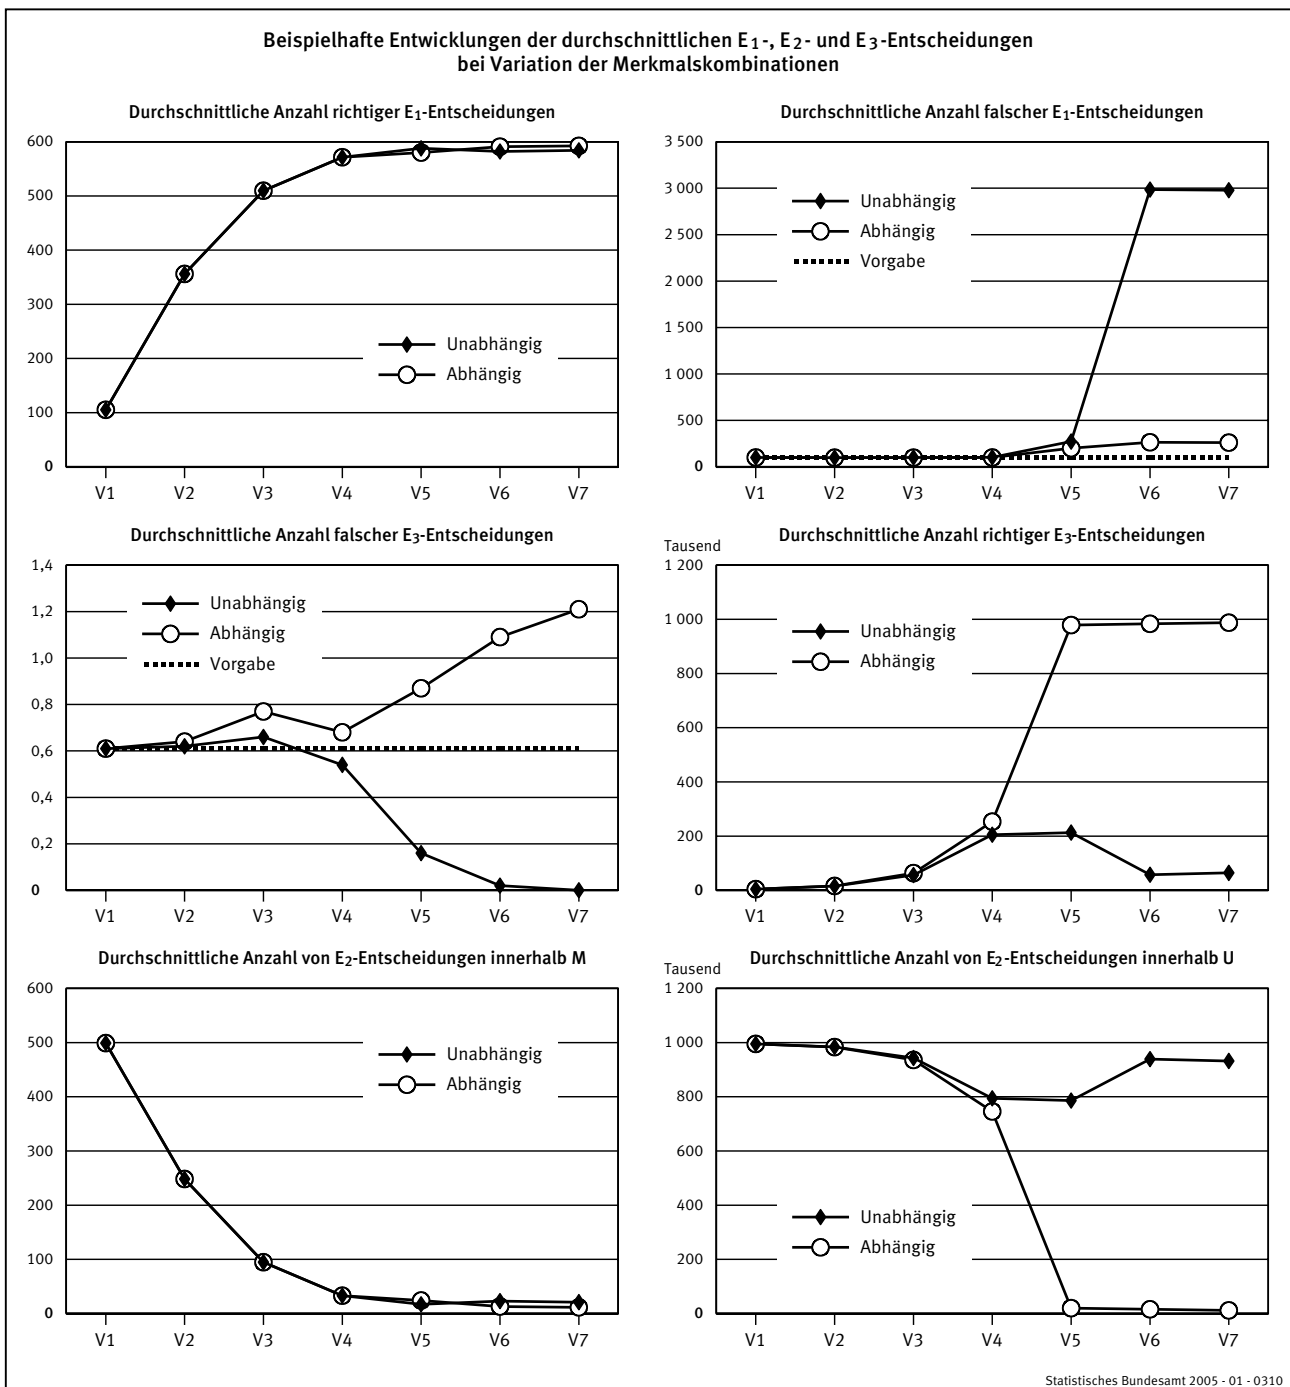 Beispielhafte Entwicklungen der durchschnittlichen E1-, E2- und E3-Entscheidungen
bei Variation der Merkmalskombinationen
Durchschnittliche Anzahl richtiger E1-Entscheidungen
600
500
400
300
200
100
0
Unabhängig
Abhängig
V1 V2 V3 V4 V5 V6 V7
Durchschnittliche Anzahl falscher E1-Entscheidungen
3 500
3 000
2 500
2 000
1 500
1 000
500
0
Unabhängig
Abhängig
Vorgabe
V1 V2 V3 V4 V5 V6 V7
Durchschnittliche Anzahl falscher E3-Entscheidungen
1,4
1,2
1,0
0,8
0,6
0,4
0,2
0
Unabhängig
Abhängig
Vorgabe
V1 V2 V3 V4 V5 V6 V7
Durchschnittliche Anzahl richtiger E3-Entscheidungen
Tausend
1 200
1 000
800
600
400
200
0
Unabhängig
Abhängig
V1 V2 V3 V4 V5 V6 V7
Durchschnittliche Anzahl von E2-Entscheidungen innerhalb M
600
500
400
300
200
100
0
Unabhängig
Abhängig
V1 V2 V3 V4 V5 V6 V7
Durchschnittliche Anzahl von E2-Entscheidungen innerhalb U
Tausend
1 200
1 000
800
600
400
200
0
Unabhängig
Abhängig
V1 V2 V3 V4 V5 V6 V7
Statistisches Bundesamt 2005 - 01 - 0310